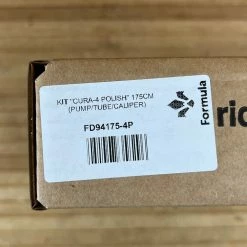 KIT "CURA-4 POLISH" 175CM
(PUMP/TUBE/CALIPER)
FD94175-4P
Formula